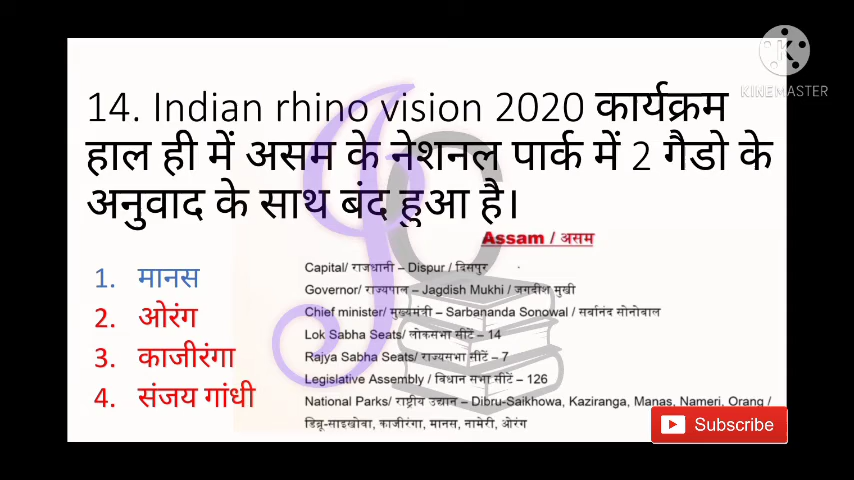 KINEMASTER
14. Indian rhino vision 2020 कार्यक्रम
हाल ही में असम के नेशनल पार्क में 2 गैडो के
अनुवाद के साथ बंद हुआ है।
Assam / असम
1. मानस
2. ओरंग
3. काजीरंगा
4. संजय गांधी
Capital/ राजधानी – Dispur / दिसपुर
Governor/ राज्यपाल – Jagdish Mukhi / जगदीश मुखी
Chief minister/ मुख्यमंत्री – Sarbananda Sonowal / सर्बानंद सोनोवाल
Lok Sabha Seats/ लोकसभा सीटें – 14
Rajya Sabha Seats/ राज्यसभा सीटें – 7
Legislative Assembly / विधान सभा सीटें – 126
National Parks/ राष्ट्रीय उद्यान – Dibru-Saikhowa, Kaziranga, Manas, Nameri, Orang /
डिब्रू-साइखोवा, काजीरंगा, मानस, नामेरी, ओरंग
Subscribe